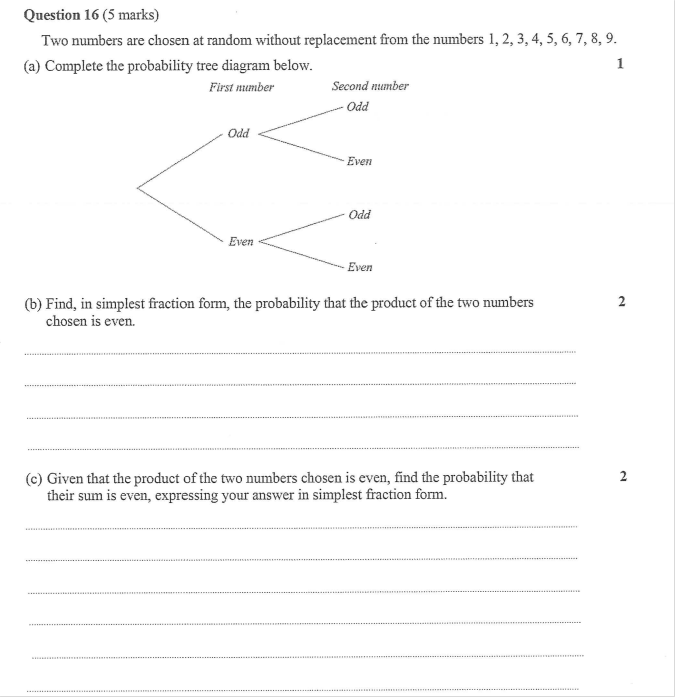 Question 16 (5 marks)
Two numbers are chosen at random without replacement from the numbers 1, 2, 3, 4, 5, 6, 7, 8, 9.
(a) Complete the probability tree diagram below. 1
First number Second number
Odd
Odd
Even
Odd
Even
Even
(b) Find, in simplest fraction form, the probability that the product of the two numbers 2
chosen is even.
(c) Given that the product of the two numbers chosen is even, find the probability that 2
their sum is even, expressing your answer in simplest fraction form.